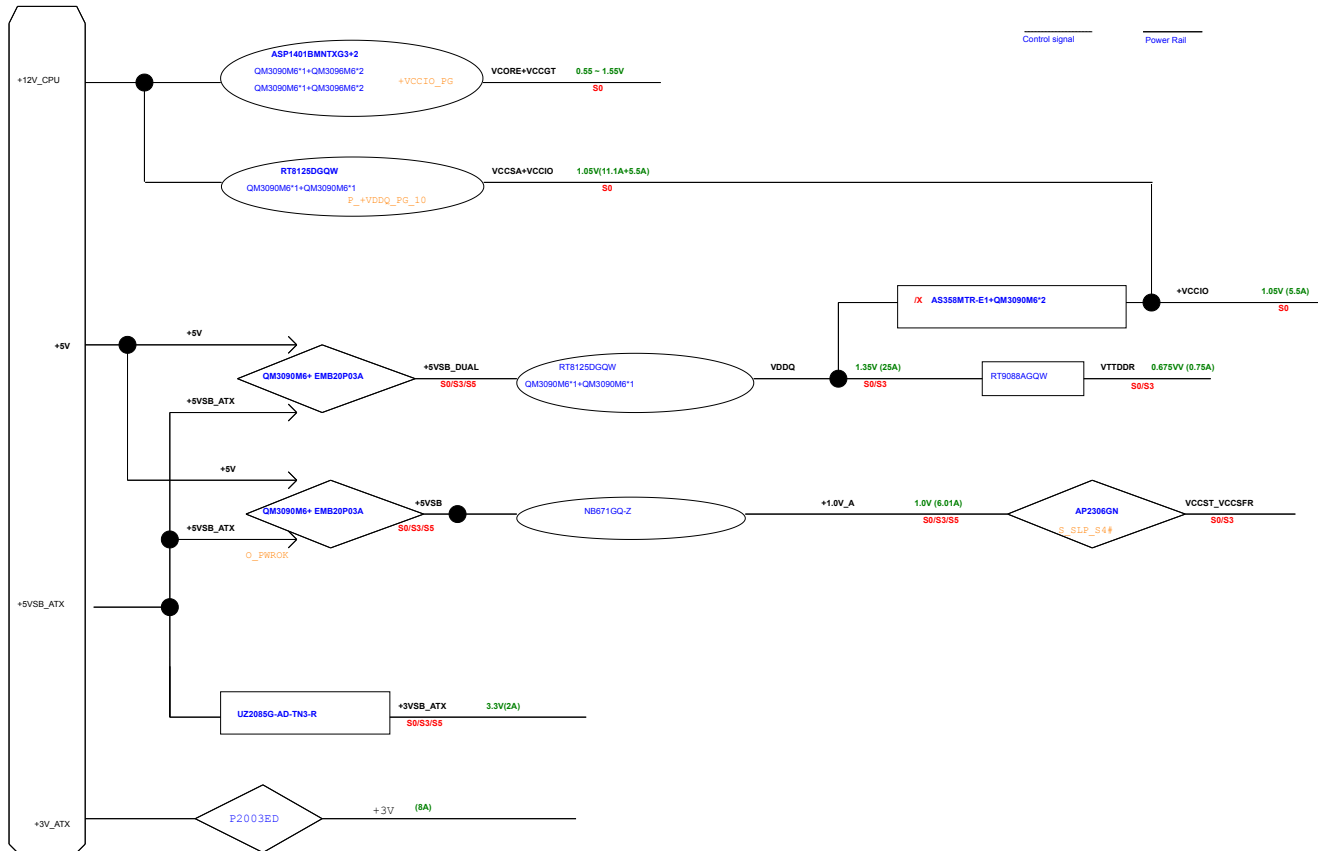 Control signal
Power Rail
+12V_CPU
ASP1401BMNTXG3+2
QM3090M6*1+QM3096M6*2
QM3090M6*1+QM3096M6*2
+VCCIO_PG
VCORE+VCCGT
0.55 ~ 1.55V
S0
RT8125DGQW
QM3090M6*1+QM3090M6*1
P_+VDDQ_PG_10
VCCSA+VCCIO
1.05V(11.1A+5.5A)
S0
/X AS358MTR-E1+QM3090M6*2
+VCCIO
1.05V (5.5A)
S0
+5V
+5V
QM3090M6+ EMB20P03A
+5VSB_DUAL
S0/S3/S5
RT8125DGQW
QM3090M6*1+QM3090M6*1
VDDQ
1.35V (25A)
S0/S3
RT9088AGQW
VTTDDR
0.675VV (0.75A)
S0/S3
+5VSB_ATX
+5V
QM3090M6+ EMB20P03A
+5VSB
S0/S3/S5
NB671GQ-Z
+1.0V_A
1.0V (6.01A)
S0/S3/S5
AP2306GN
S_SLP_S4#
VCCST_VCCSFR
S0/S3
+5VSB_ATX
O_PWROK
+5VSB_ATX
UZ2085G-AD-TN3-R
+3VSB_ATX
3.3V(2A)
S0/S3/S5
+3V_ATX
P2003ED
+3V
(8A)